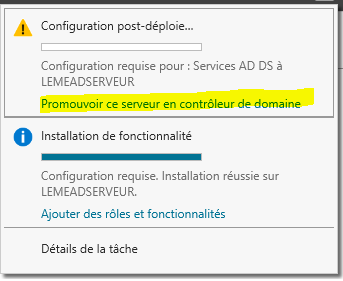 Configuration post-déploie...
Configuration requise pour : Services AD DS à
LEMEADSERVEUR
Promouvoir ce serveur en contrôleur de domaine
Installation de fonctionnalité
Configuration requise. Installation réussie sur
LEMEADSERVEUR.
Ajouter des rôles et fonctionnalités
Détails de la tâche